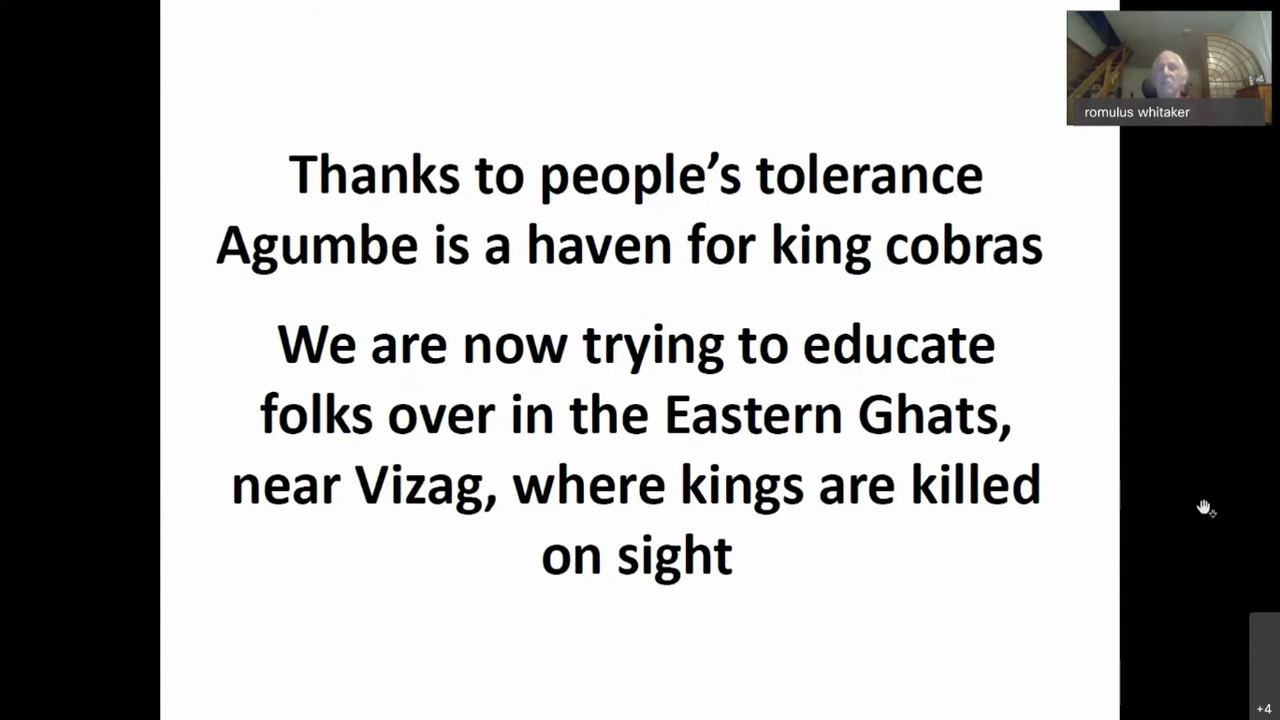 romulus whitaker
Thanks to people’s tolerance
Agumbe is a haven for king cobras
We are now trying to educate
folks over in the Eastern Ghats,
near Vizag, where kings are killed
on sight
+4